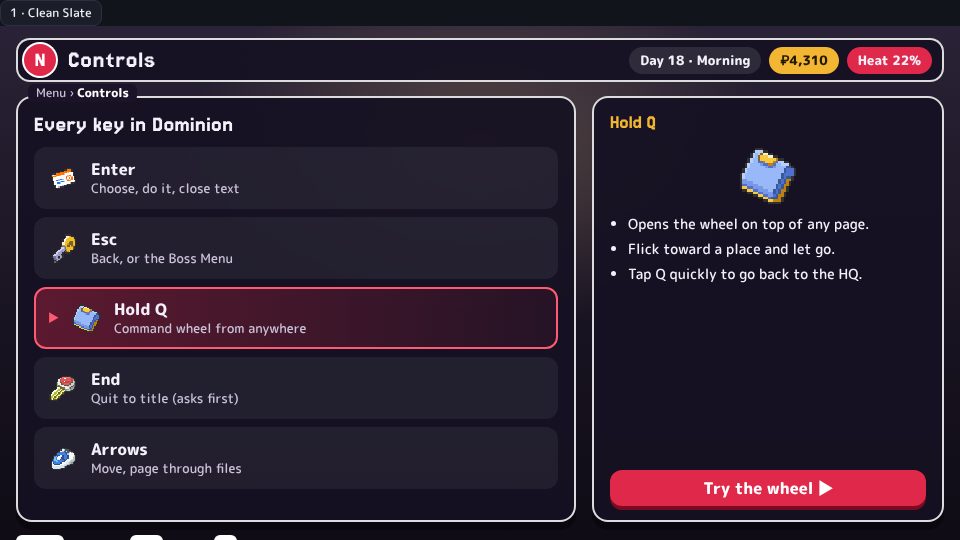 1 · Clean Slate
N
Controls
Day 18 · Morning
₽4,310
Heat 22%
Menu › Controls
Every key in Dominion
Enter
Choose, do it, close text
Esc
Back, or the Boss Menu
Hold Q
Command wheel from anywhere
End
Quit to title (asks first)
Arrows
Move, page through files
Hold Q
• Opens the wheel on top of any page.
• Flick toward a place and let go.
• Tap Q quickly to go back to the HQ.
Try the wheel ▶